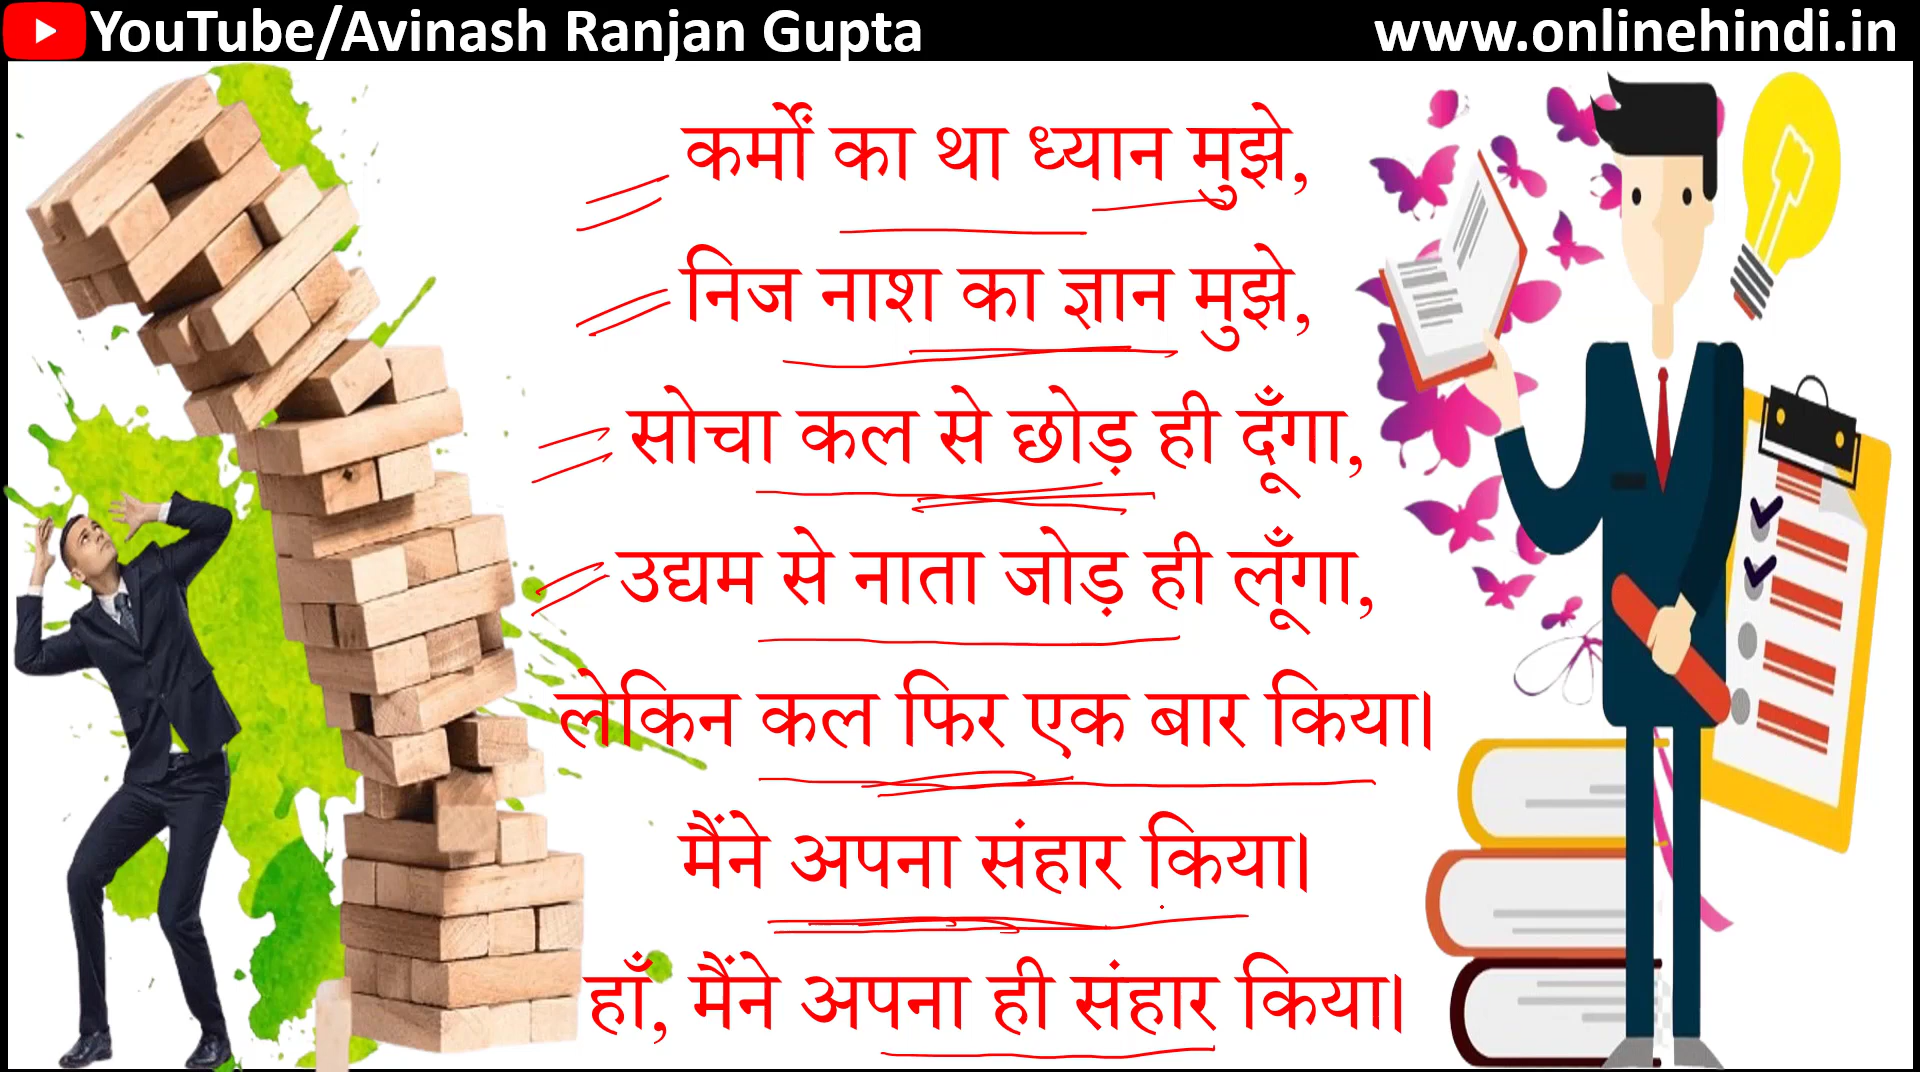 YouTube/Avinash Ranjan Gupta
www.onlinehindi.in
कर्मों का था ध्यान मुझे,
निज नाश का ज्ञान मुझे,
सोचा कल से छोड़ ही दूँगा,
उद्यम से नाता जोड़ ही लूँगा,
लेकिन कल फिर एक बार किया।
मैंने अपना संहार किया।
हाँ, मैंने अपना ही संहार किया।